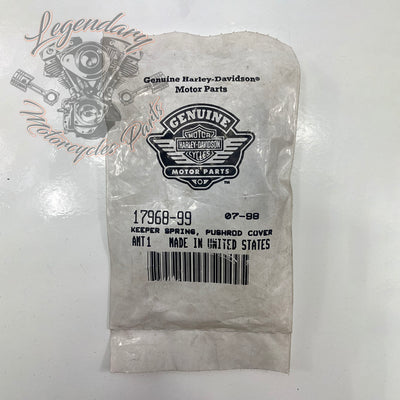 Legendary
Motorcycles Parts
Genuine Harley-Davidson®
Motor Parts
GENUINE
MOTOR
HARLEY-DAVIDSON
CYCLES
MOTOR PARTS
™
17968-99 07-98
KEEPER SPRING, PUSHROD COVER
AMT1 MADE IN UNITED STATES